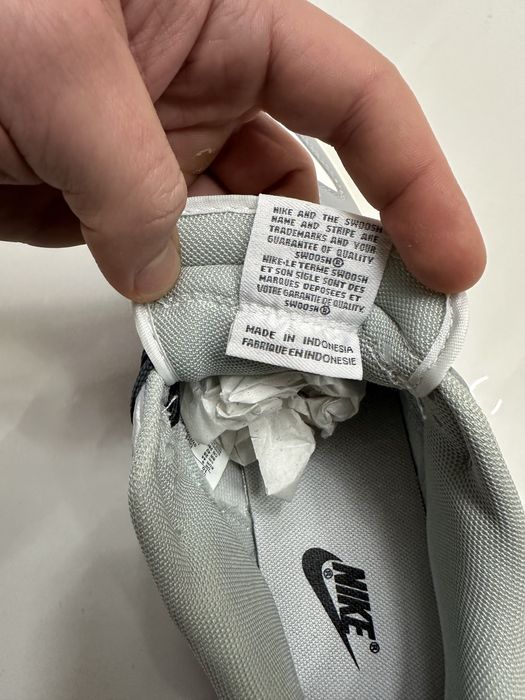 NIKE AND THE SWOOSH
NAME AND STRIPE ARE
TRADEMARKS AND YOUR
GUARANTEE OF QUALITY
SWOOSH®
NIKE-LE TERME SWOOSH
ET SON SIGLE SONT DES
MARQUES DEPOSEES ET
VOTRE GARANTIE DE QUALITY.
SWOOSH®
MADE IN INDONESIA
FABRIQUE EN INDONESIE
NIKE®
®